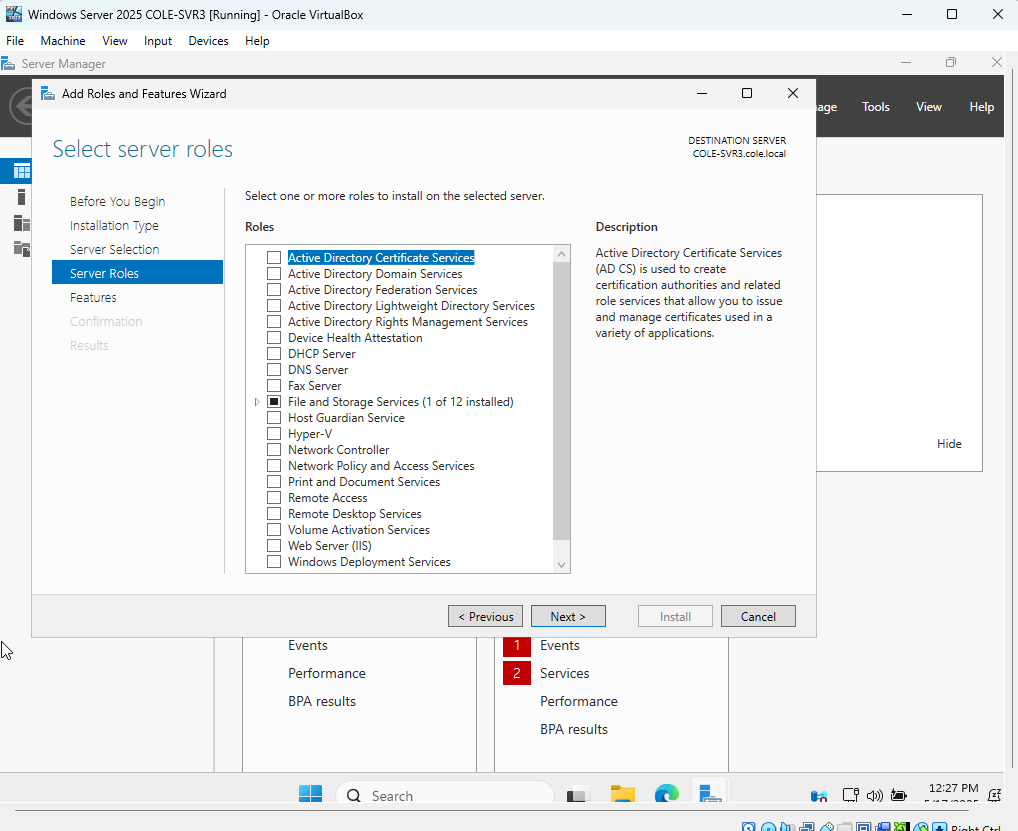 Windows Server 2025 COLE-SVR3 [Running] - Oracle VirtualBox
File Machine View Input Devices Help
Server Manager
Add Roles and Features Wizard
Tools View Help
Select server roles
DESTINATION SERVER
COLE-SVR3.cole.local
Before You Begin
Installation Type
Server Selection
Server Roles
Features
Confirmation
Results
Select one or more roles to install on the selected server.
Roles
Active Directory Certificate Services
Active Directory Domain Services
Active Directory Federation Services
Active Directory Lightweight Directory Services
Active Directory Rights Management Services
Device Health Attestation
DHCP Server
DNS Server
Fax Server
File and Storage Services (1 of 12 installed)
Host Guardian Service
Hyper-V
Network Controller
Network Policy and Access Services
Print and Document Services
Remote Access
Remote Desktop Services
Volume Activation Services
Web Server (IIS)
Windows Deployment Services
Description
Active Directory Certificate Services
(AD CS) is used to create
certification authorities and related
role services that allow you to issue
and manage certificates used in a
variety of applications.
Hide
< Previous Next > Install Cancel
Events
Performance
BPA results
1 Events
2 Services
Performance
BPA results
Search
12:27 PM
Right Ctrl